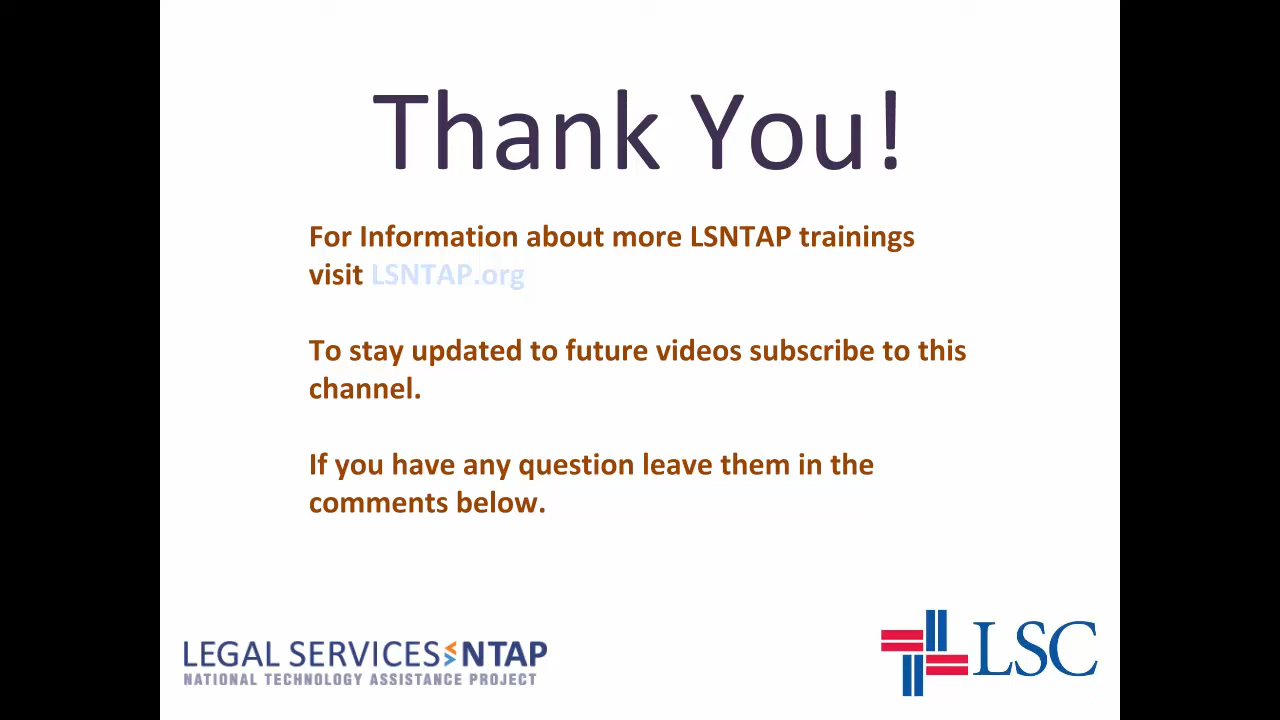 Thank You!
For Information about more LSNTAP trainings
visit LSNTAP.org
To stay updated to future videos subscribe to this
channel.
If you have any question leave them in the
comments below.
LEGAL SERVICES NTAP
NATIONAL TECHNOLOGY ASSISTANCE PROJECT
LSC